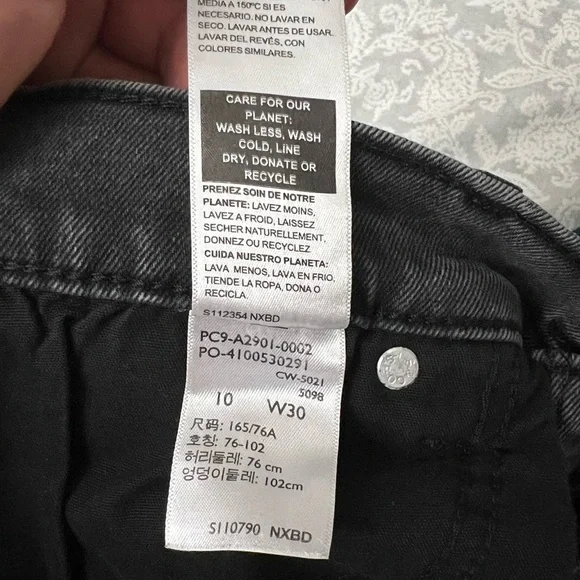 MEDIA A 150ºC SI ES
NECESARIO. NO LAVAR EN
SECO. LAVAR ANTES DE USAR.
LAVAR DEL REVÉS, CON
COLORES SIMILARES.
CARE FOR OUR
PLANET:
WASH LESS, WASH
COLD, LINE
DRY, DONATE OR
RECYCLE
PRENEZ SOIN DE NOTRE
PLANETE: LAVEZ MOINS,
LAVEZ A FROID, LAISSEZ
SECHER NATURELLEMENT,
DONNEZ OU RECYCLEZ
CUIDA NUESTRO PLANETA:
LAVA MENOS, LAVA EN FRIO,
TIENDE LA ROPA, DONA O
RECICLA.
S112354 NXBD
PC9-A2901-0002
PO-4100530291
CW-5021
5098
10 W30
尺码: 165/76A
호칭: 76-102
허리둘레: 76 cm
엉덩이둘레: 102cm
S110790 NXBD